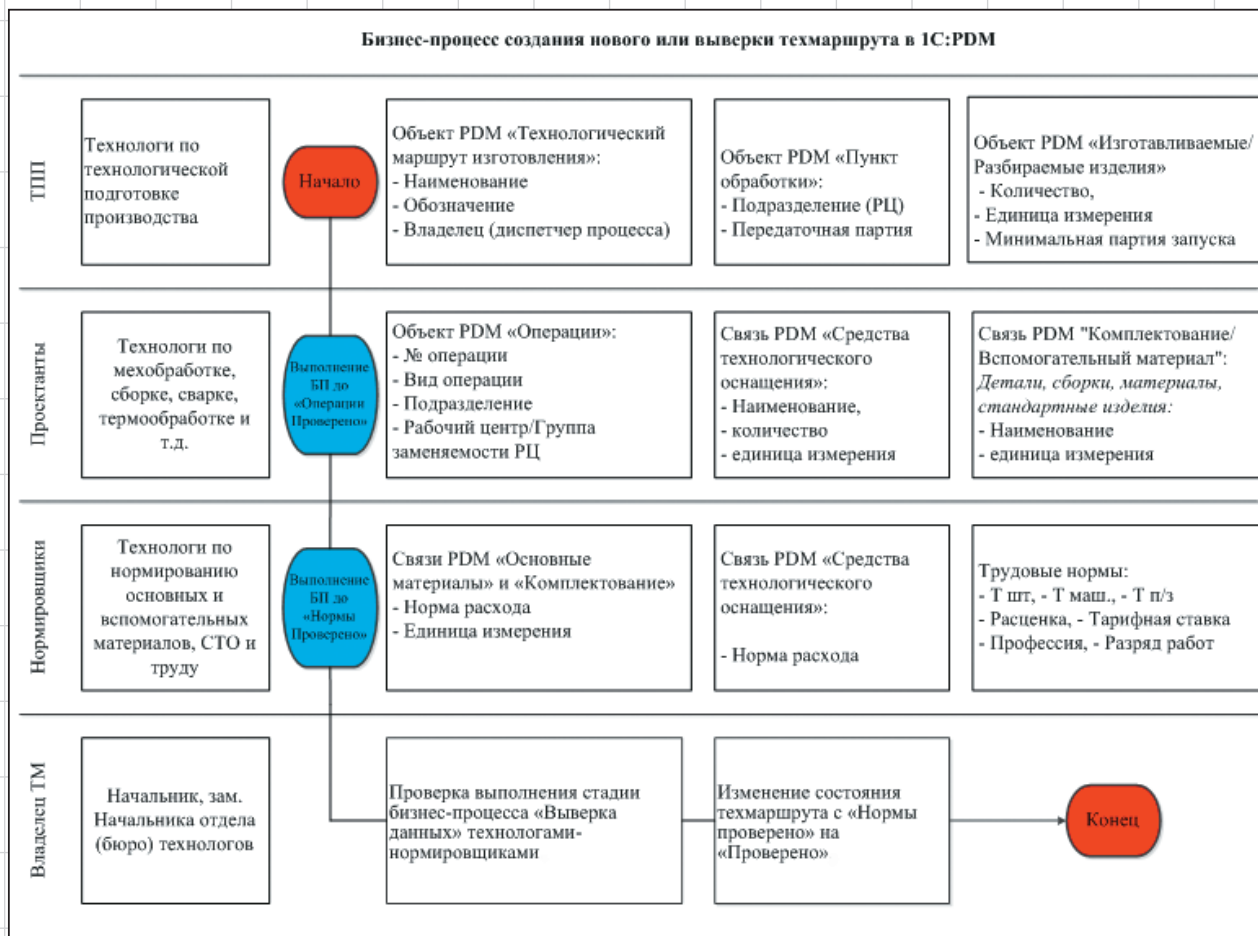 Бизнес-процесс создания нового или выверки техмаршрута в 1С:PDM
ТПП
Технологи по
технологической
подготовке
производства
Начало
Объект PDM «Технологический
маршрут изготовления»:
- Наименование
- Обозначение
- Владелец (диспетчер процесса)
Объект PDM «Пункт
обработки»:
- Подразделение (РЦ)
- Передаточная партия
Объект PDM «Изготавливаемые/
Разбираемые изделия»
- Количество,
- Единица измерения
- Минимальная партия запуска
Проектанты
Технологи по
мехобработке,
сборке, сварке,
термообработке и
т.д.
Выполнение
БП до
«Операции
Проверено»
Объект PDM «Операции»:
- № операции
- Вид операции
- Подразделение
- Рабочий центр/Группа
заменяемости РЦ
Связь PDM «Средства
технологического
оснащения»:
- Наименование,
- количество
- единица измерения
Связь PDM "Комплектование/
Вспомогательный материал":
Детали, сборки, материалы,
стандартные изделия:
- Наименование
- единица измерения
Нормировщики
Технологи по
нормированию
основных и
вспомогательных
материалов, СТО и
труду
Выполнение
БП до
«Нормы
Проверено»
Связи PDM «Основные
материалы» и «Комплектование»
- Норма расхода
- Единица измерения
Связь PDM «Средства
технологического
оснащения»:
- Норма расхода
Трудовые нормы:
- Т шт, - Т маш., - Т п/з
- Расценка, - Тарифная ставка
- Профессия, - Разряд работ
Владелец ТМ
Начальник, зам.
Начальника отдела
(бюро) технологов
Проверка выполнения стадии
бизнес-процесса «Выверка
данных» технологами-
нормировщиками
Изменение состояния
техмаршрута с «Нормы
проверено» на
«Проверено»
Конец